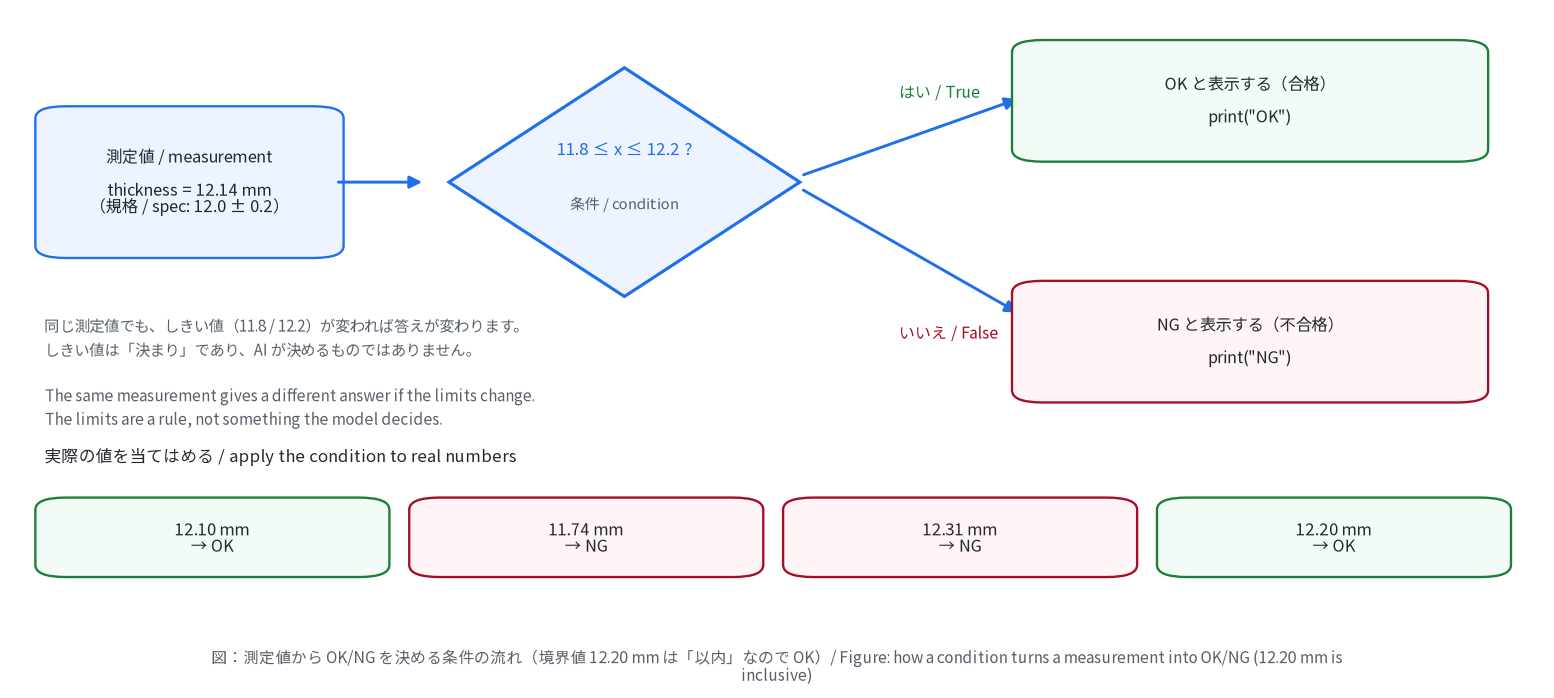 測定値 / measurement
thickness = 12.14 mm
（規格 / spec: 12.0 ± 0.2）
11.8 ≤ x ≤ 12.2 ?
条件 / condition
はい / True
OK と表示する（合格）
print("OK")
いいえ / False
NG と表示する（不合格）
print("NG")
同じ測定値でも、しきい値（11.8 / 12.2）が変われば答えが変わります。
しきい値は「決まり」であり、AI が決めるものではありません。
The same measurement gives a different answer if the limits change.
The limits are a rule, not something the model decides.
実際の値を当てはめる / apply the condition to real numbers
12.10 mm
→ OK
11.74 mm
→ NG
12.31 mm
→ NG
12.20 mm
→ OK
図：測定値から OK/NG を決める条件の流れ（境界値 12.20 mm は「以内」なので OK）/ Figure: how a condition turns a measurement into OK/NG (12.20 mm is
inclusive)